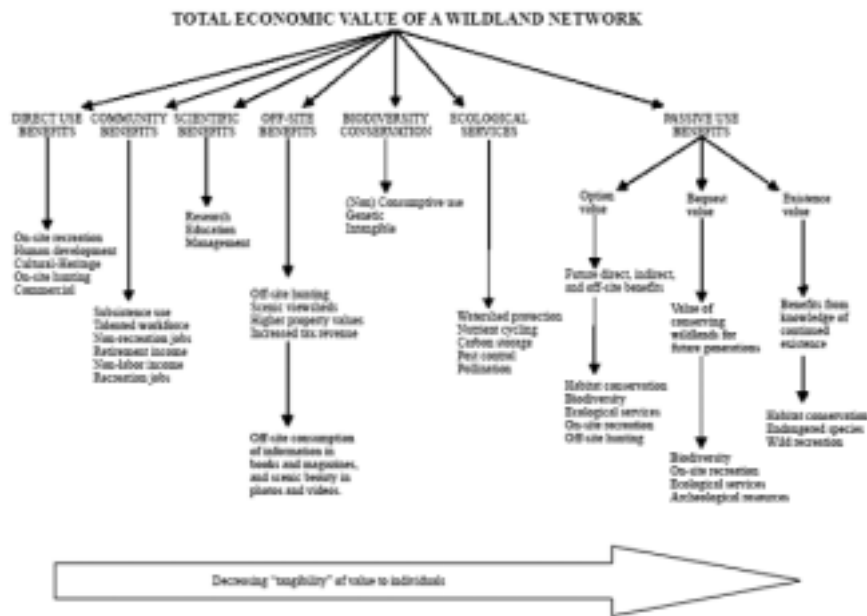 TOTAL ECONOMIC VALUE OF A WILDLAND NETWORK
DIRECT USE
BENEFITS
COMMUNITY
BENEFITS
SCIENTIFIC
BENEFITS
OFF-SITE
BENEFITS
BIODIVERSITY
CONSERVATION
ECOLOGICAL
SERVICES
PASSIVE USE
BENEFITS
On-site recreation
Human development
Cultural-Heritage
On-site hunting
Commercial
Subsistence use
Talented workforce
Non-recreation jobs
Retirement income
Non-labor income
Recreation jobs
Research
Education
Management
Off-site hunting
Scenic viewsheds
Higher property values
Increased tax revenue
Off-site consumption
of information in
books and magazines,
and scenic beauty in
photos and videos.
(Non) Consumptive use
Genetic
Intangible
Watershed protection
Nutrient cycling
Carbon storage
Pest control
Pollination
Option
value
Future direct, indirect,
and off-site benefits
Habitat conservation
Biodiversity
Ecological services
On-site recreation
Off-site hunting
Bequest
value
Value of
conserving
wildlands for
future generations
Biodiversity
On-site recreation
Ecological services
Archeological resources
Existence
value
Benefits from
knowledge of
continued
existence
Habitat conservation
Endangered species
Wild recreation
Decreasing "tangibility" of value to individuals